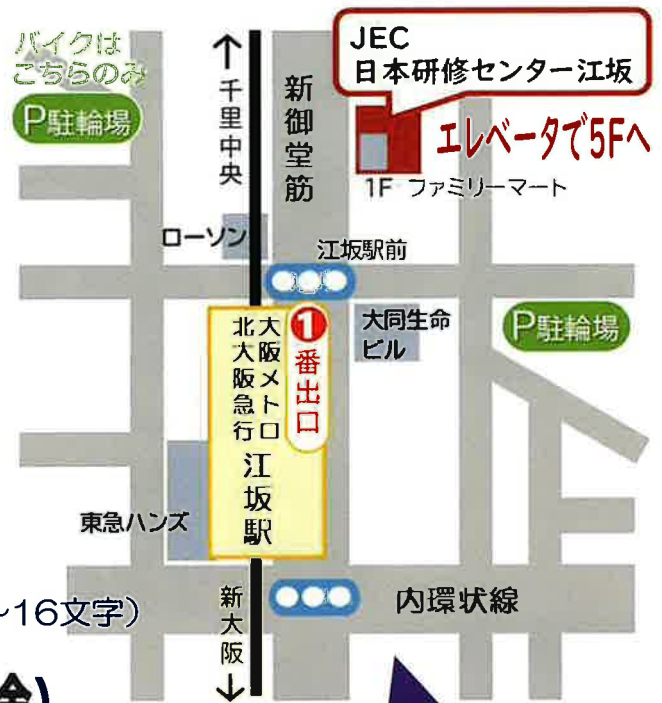 バイクは
こちらのみ
P駐輪場
千里中央
新御堂筋
JEC
日本研修センター江坂
エレベータで5Fへ
1F ファミリーマート
ローソン
江坂駅前
大阪メトロ
北大阪急行
江坂駅
1番出口
大同生命
ビル
P駐輪場
東急ハンズ
~16文字)
新大阪
内環状線
金)